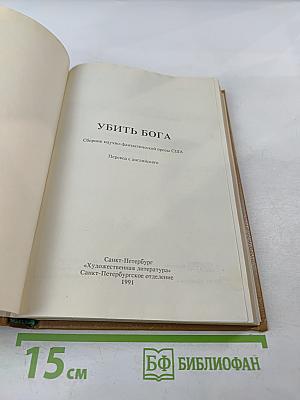 УБИТЬ БОГА
Сборник научно-фантастической прозы США
Перевод с английского
Санкт-Петербург
«Художественная литература»
Санкт-Петербургское отделение
1991
15 см
БФ БИБЛИОФАН